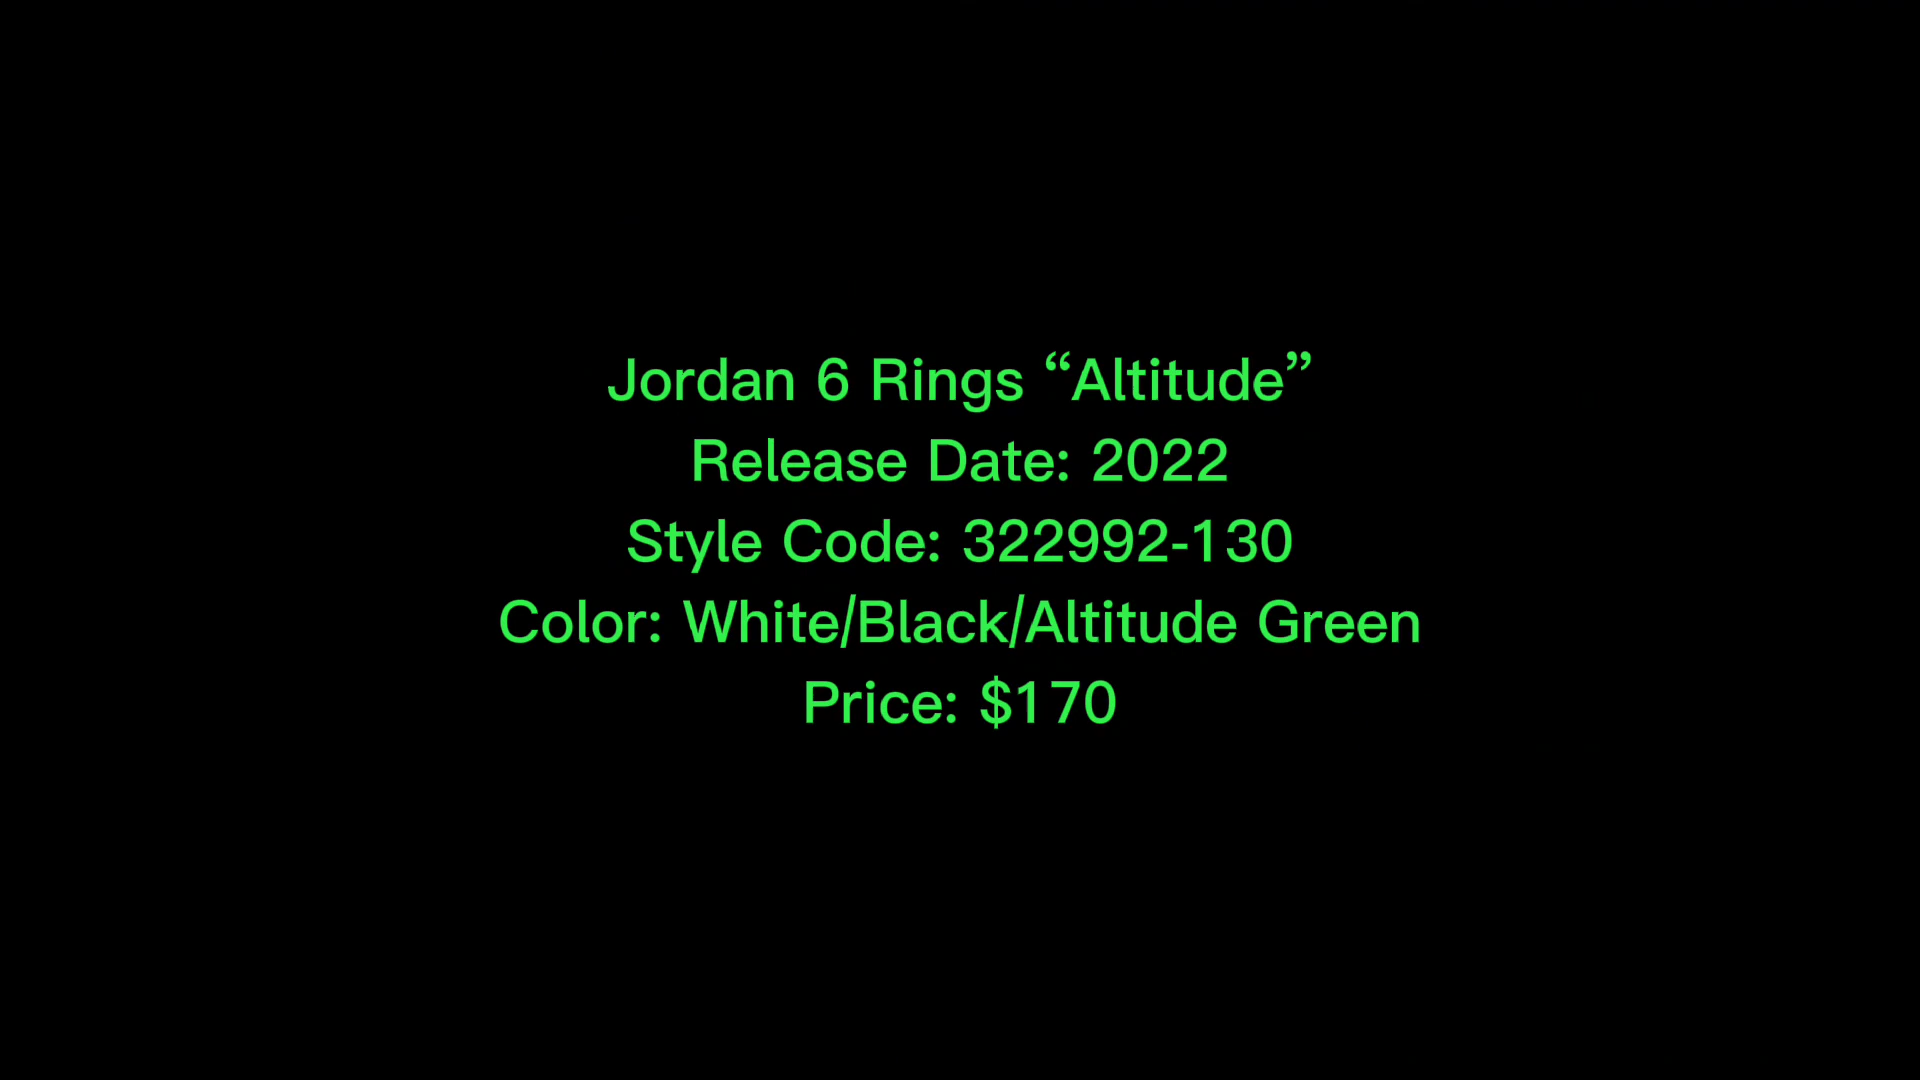 Jordan 6 Rings “Altitude”
Release Date: 2022
Style Code: 322992-130
Color: White/Black/Altitude Green
Price: $170